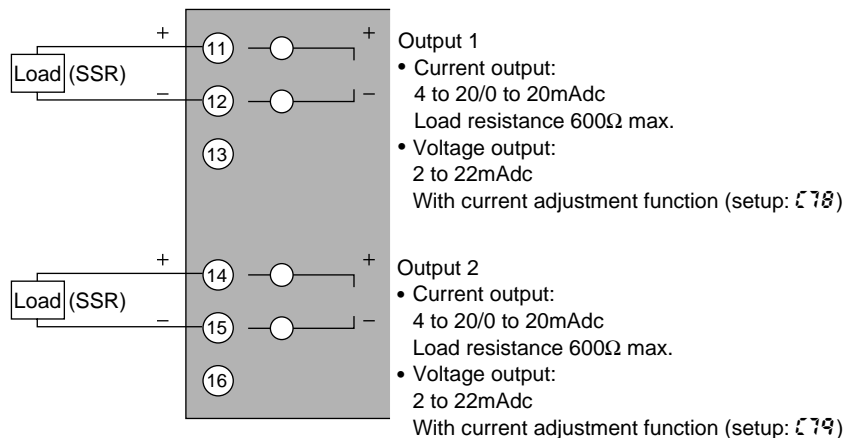 +
11
+
Output 1
Load (SSR)
• Current output:
4 to 20/0 to 20mAdc
−
12
−
Load resistance 600Ω max.
13
• Voltage output:
2 to 22mAdc
With current adjustment function (setup: C78)
+
14
+
Output 2
Load (SSR)
• Current output:
4 to 20/0 to 20mAdc
−
15
−
Load resistance 600Ω max.
16
• Voltage output:
2 to 22mAdc
With current adjustment function (setup: C79)